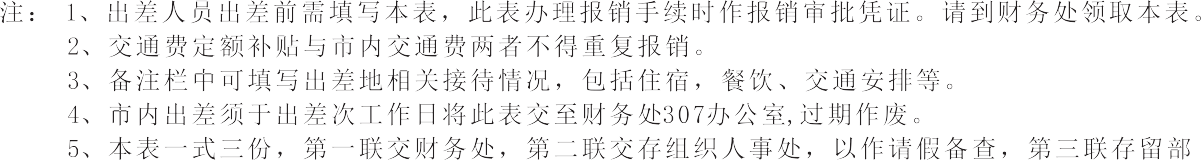 注： 1、出差人员出差前需填写本表，此表办理报销手续时作报销审批凭证。请到财务处领取本表。
2、交通费定额补贴与市内交通费两者不得重复报销。
3、备注栏中可填写出差地相关接待情况，包括住宿，餐饮、交通安排等。
4、市内出差须于出差次工作日将此表交至财务处307办公室,过期作废。
5、本表一式三份，第一联交财务处，第二联交存组织人事处，以作请假备查，第三联存留部